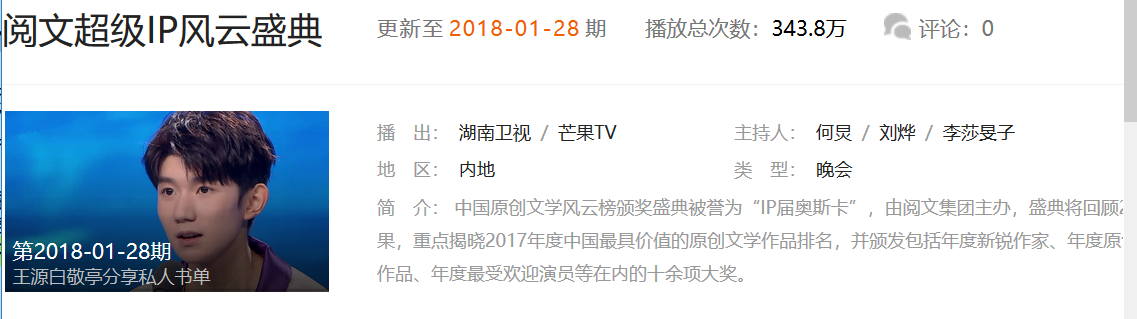 阅文超级IP风云盛典 更新至 2018-01-28 期 播放总次数：343.8万 评论：0
播 出： 湖南卫视 / 芒果TV 主持人： 何炅 / 刘烨 / 李莎旻子
地 区： 内地 类 型： 晚会
简 介： 中国原创文学风云榜颁奖盛典被誉为“IP届奥斯卡”，由阅文集团主办，盛典将回顾
果，重点揭晓2017年度中国最具价值的原创文学作品排名，并颁发包括年度新锐作家、年度原
作品、年度最受欢迎演员等在内的十余项大奖。
第2018-01-28期
王源白敬亭分享私人书单